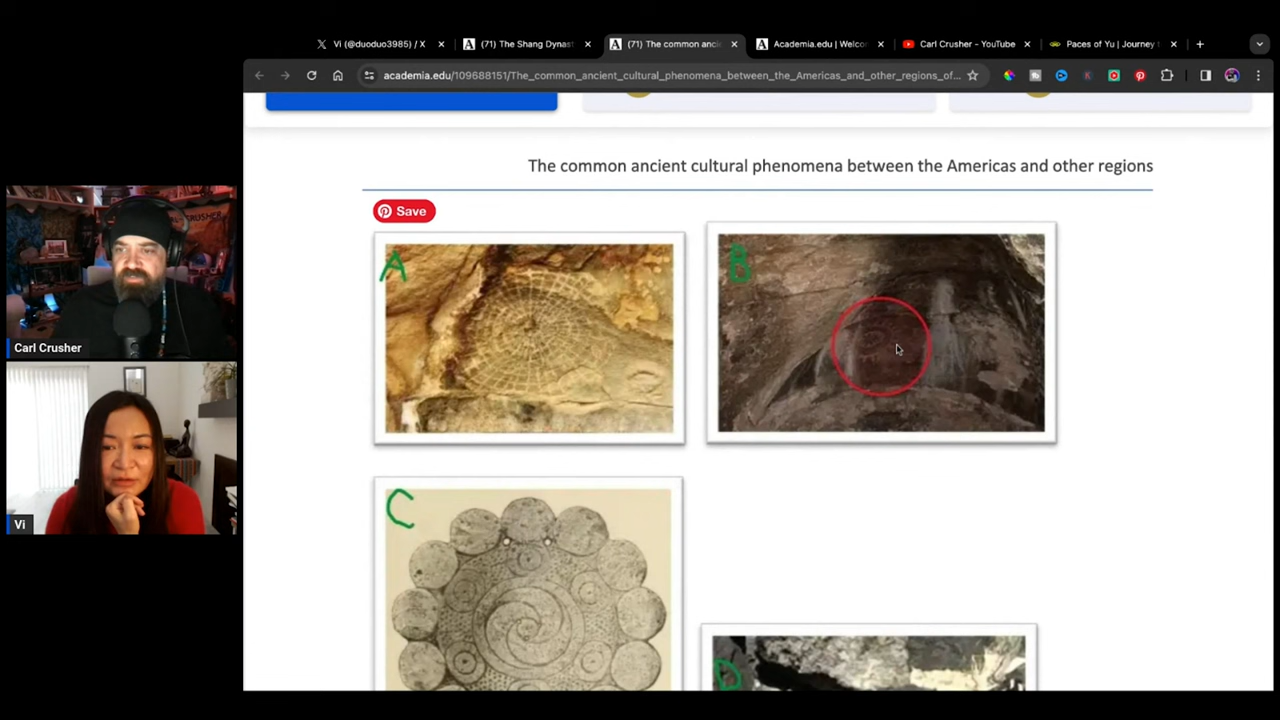 Vi (@duoduo3985) / X
(71) The Shang Dynast
(71) The common ancie
Academia.edu | Welco
Carl Crusher - YouTube
Paces of Yu | Journey t
academia.edu/109688151/The_common_ancient_cultural_phenomena_between_the_Americas_and_other_regions_of...
The common ancient cultural phenomena between the Americas and other regions
Save
A
B
C
D
Carl Crusher
Vi